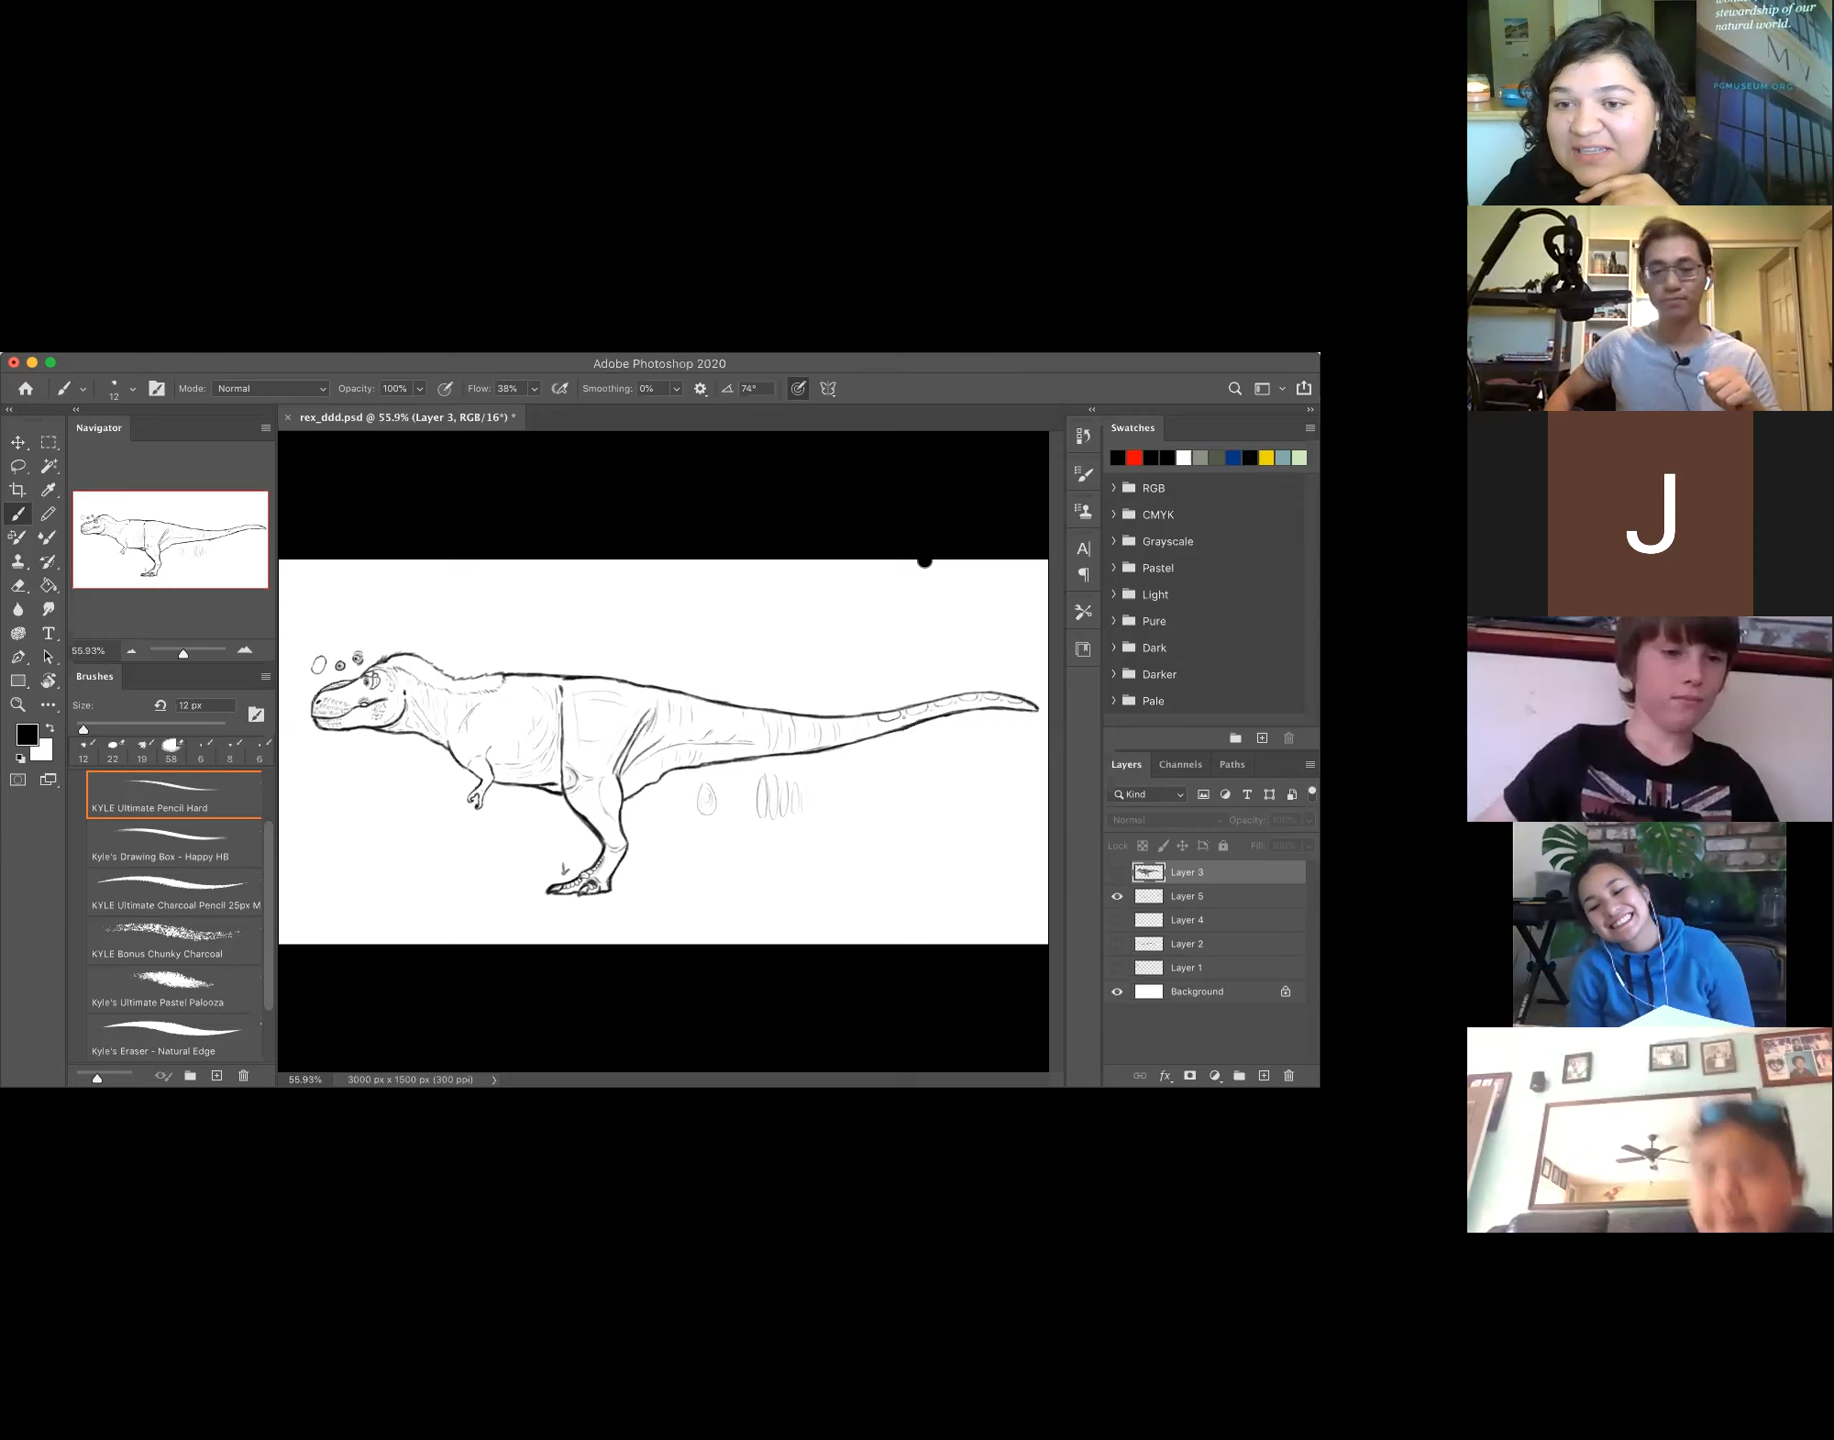 Adobe Photoshop 2020
12
Mode: Normal
Opacity: 100%
Flow: 38%
Smoothing: 0%
74°
Navigator
rex_ddd.psd @ 55.9% (Layer 3, RGB/16*) *
55.93%
Brushes
Size:
12 px
12 22 19 58 6 8 6
KYLE Ultimate Pencil Hard
Kyle's Drawing Box - Happy HB
KYLE Ultimate Charcoal Pencil 25px M
KYLE Bonus Chunky Charcoal
Kyle's Ultimate Pastel Palooza
Kyle's Eraser - Natural Edge
55.93%
3000 px x 1500 px (300 ppi)
Swatches
RGB
CMYK
Grayscale
Pastel
Light
Pure
Dark
Darker
Pale
Layers Channels Paths
Kind
Normal
Opacity: 100%
Lock:
Fill: 100%
Layer 3
Layer 5
Layer 4
Layer 2
Layer 1
Background
stewardship of our
natural world.
PGMUSEUM.ORG
J